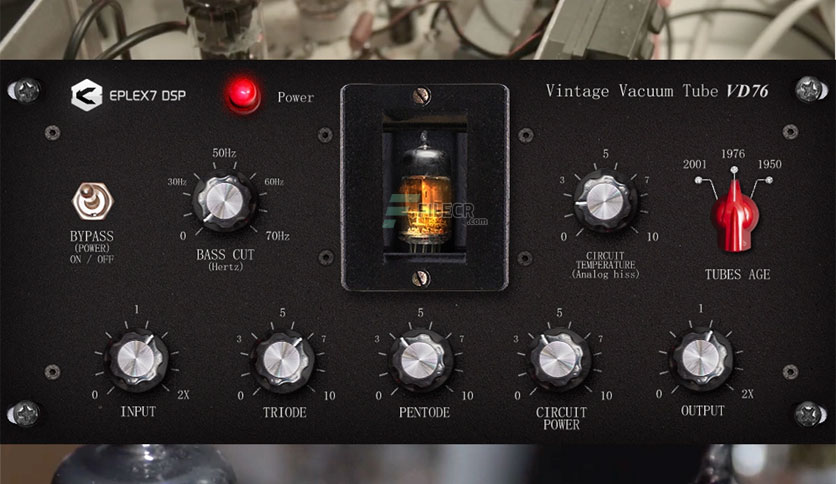 EPLEX7 DSP
Power
Vintage Vacuum Tube VD76
50Hz
30Hz
60Hz
0
70Hz
BASS CUT
(Hertz)
BYPASS
(POWER)
ON / OFF
FILECR
.com
5
3
7
0
10
CIRCUIT
TEMPERATURE
(Analog hiss)
1976
2001
1950
TUBES AGE
1
0
2X
INPUT
5
3
7
0
10
TRIODE
5
3
7
0
10
PENTODE
5
3
7
0
10
CIRCUIT
POWER
1
0
2X
OUTPUT